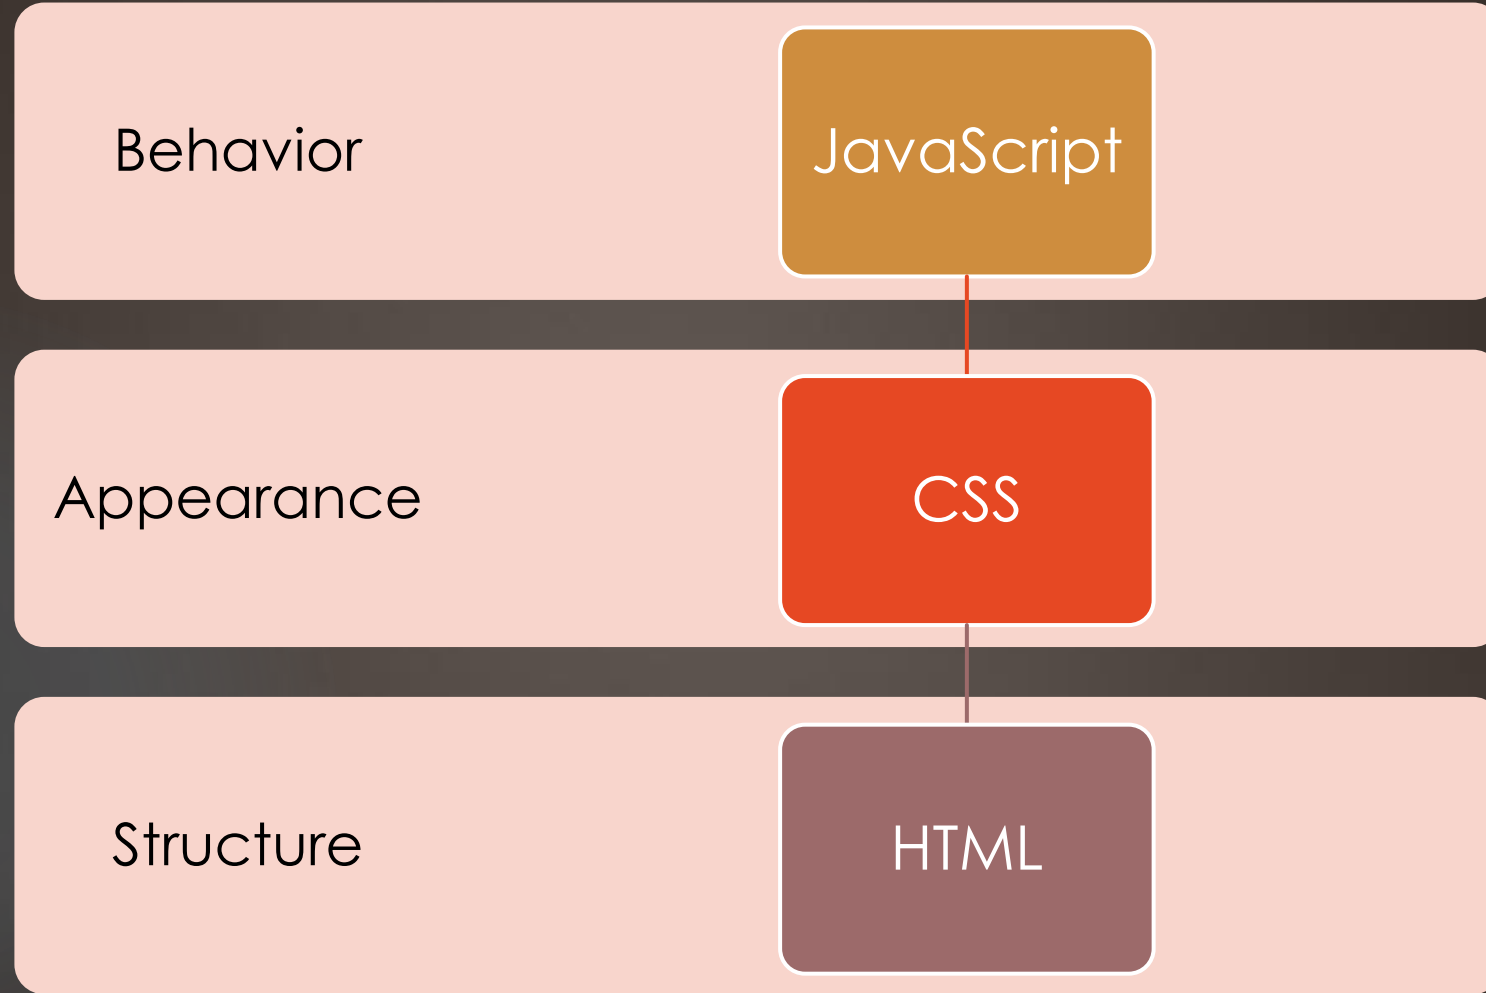 Behavior
JavaScript
Appearance
CSS
Structure
HTML